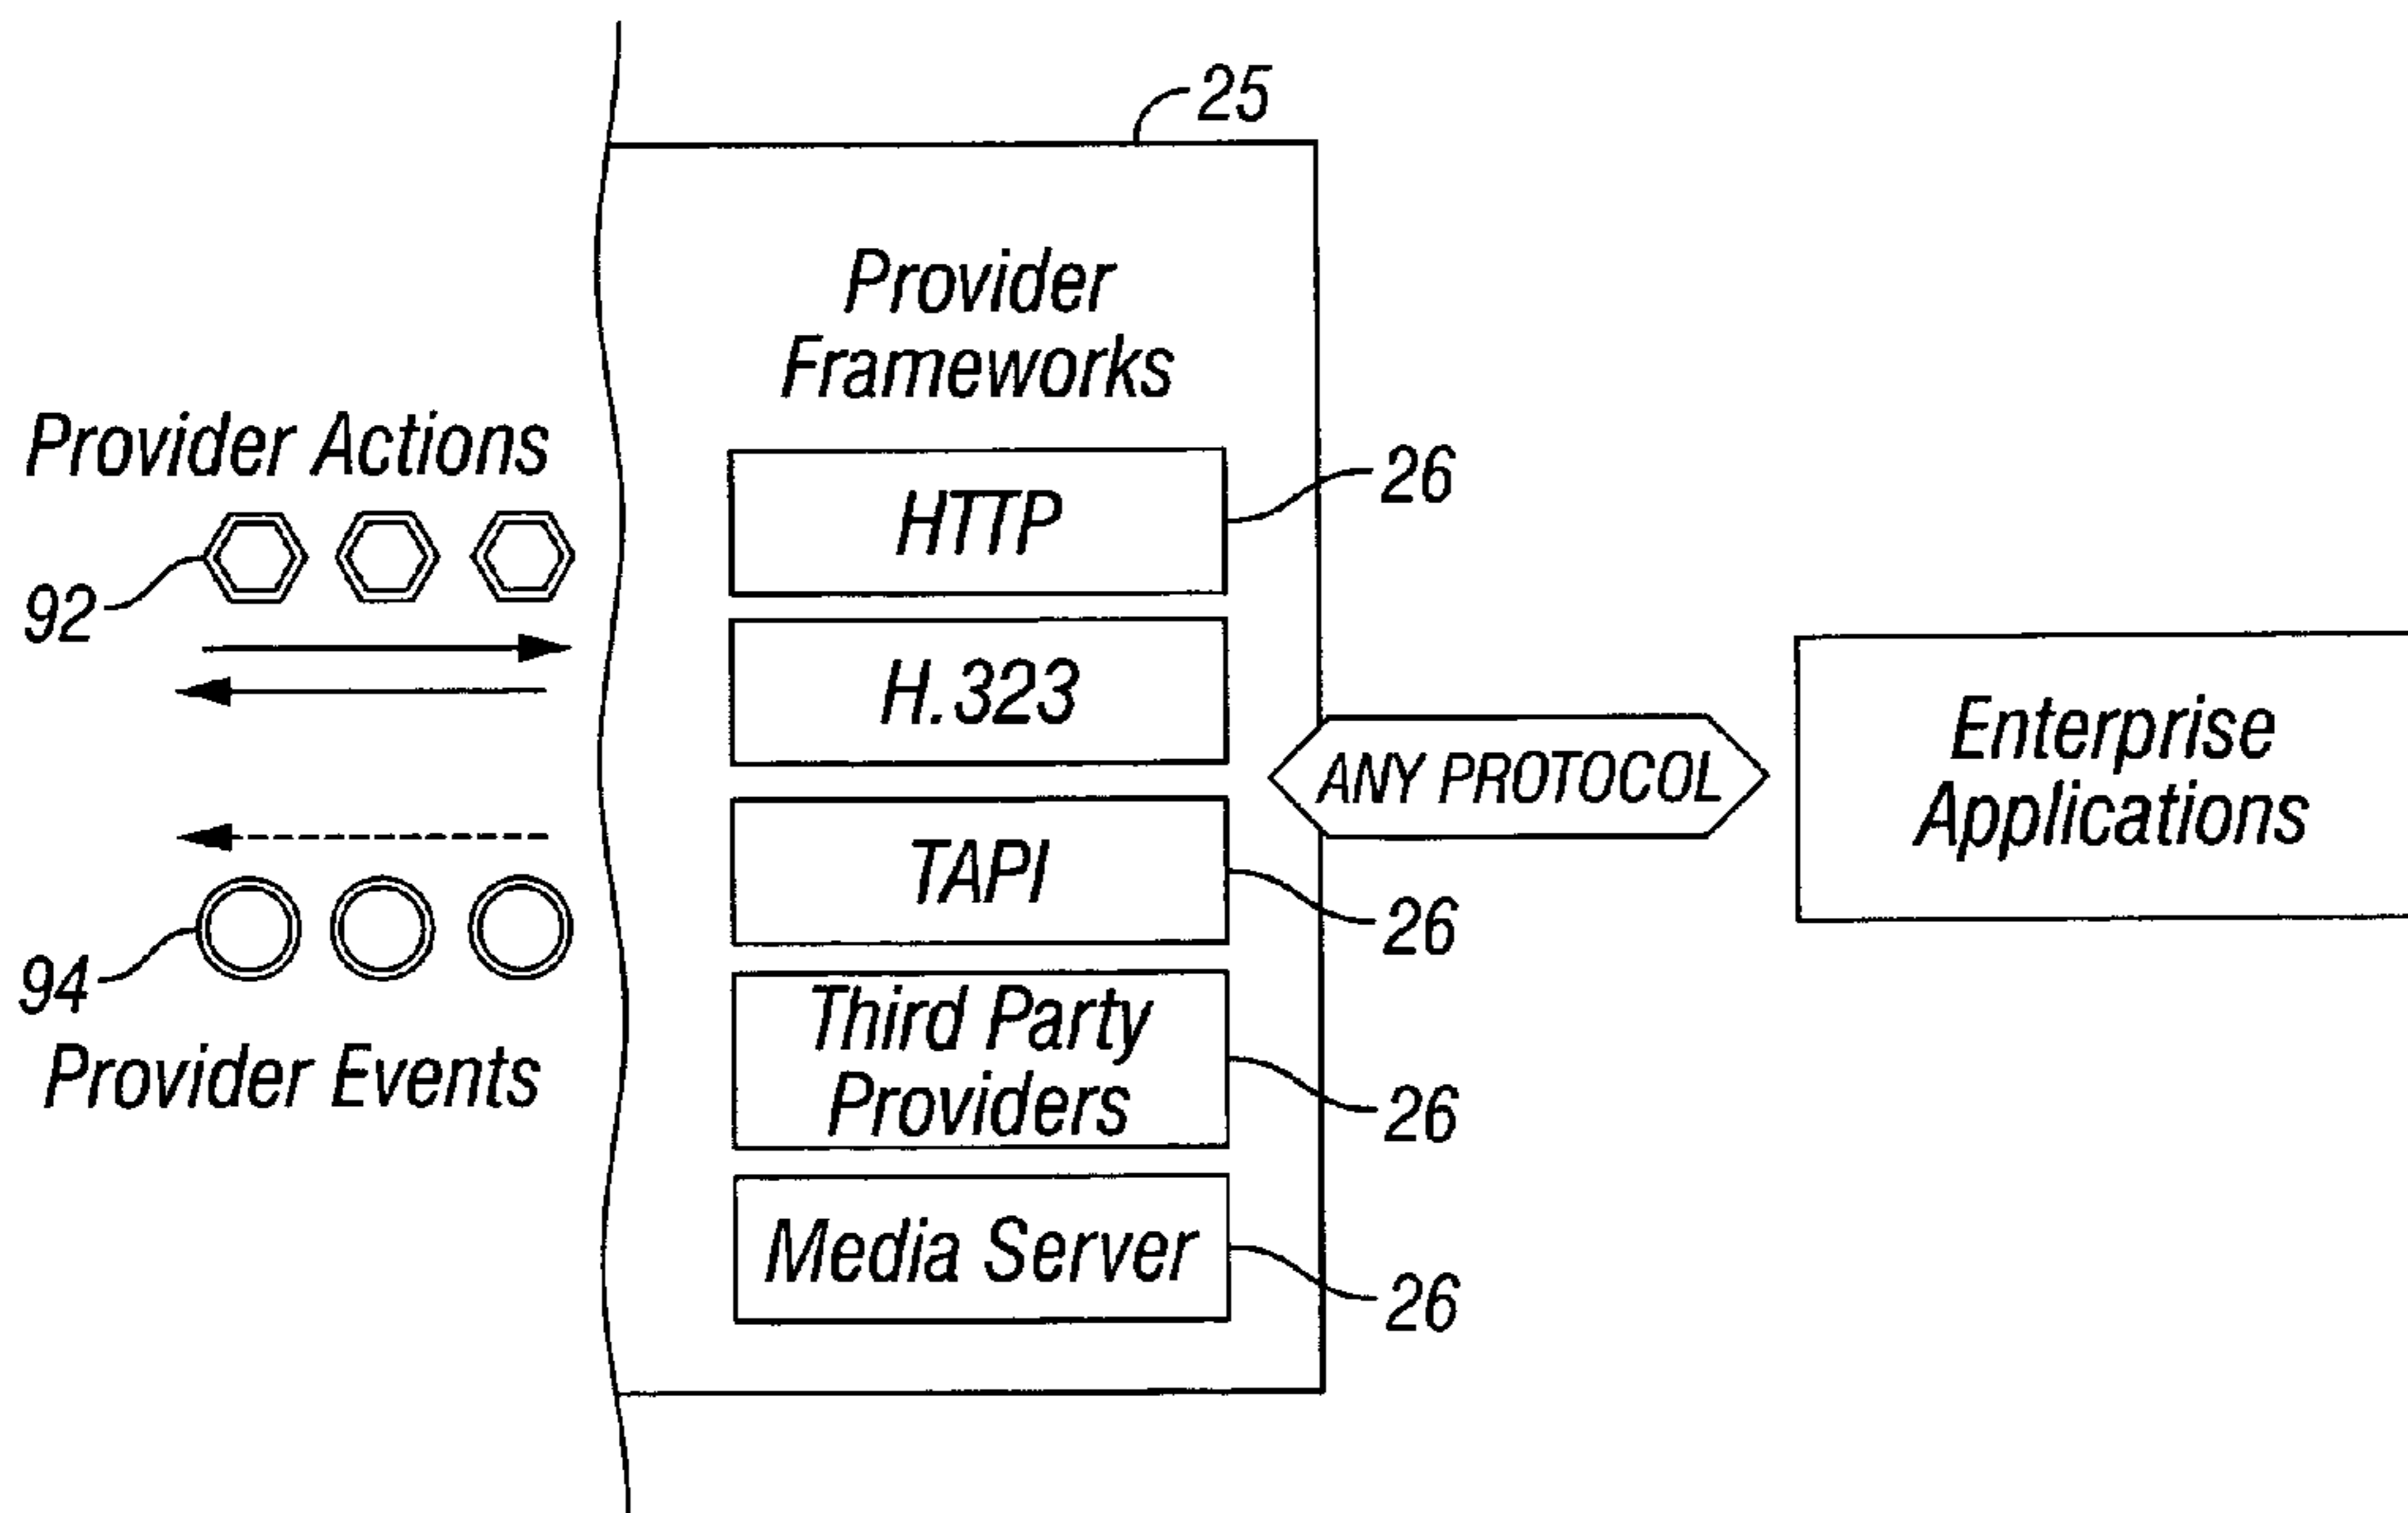 25
Provider
Frameworks
Provider Actions
HTTP
26
92
H.323
ANY PROTOCOL
Enterprise
Applications
TAPI
26
94
Provider Events
Third Party
Providers
26
Media Server
26